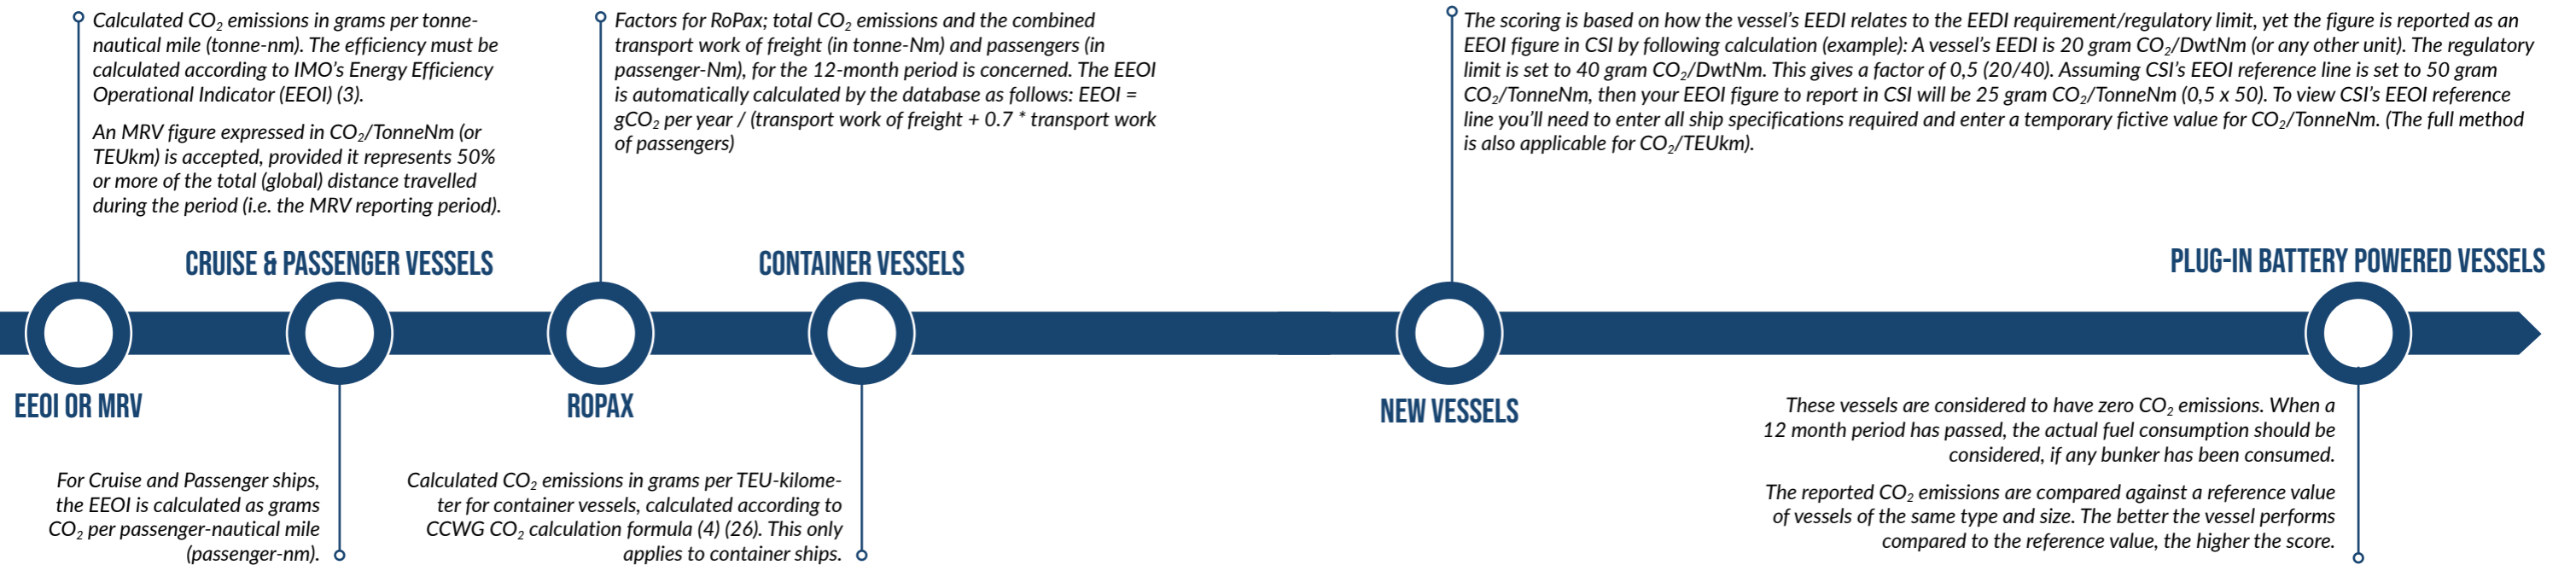 Calculated CO₂ emissions in grams per tonne-
nautical mile (tonne-nm). The efficiency must be
calculated according to IMO's Energy Efficiency
Operational Indicator (EEOI) (3).
An MRV figure expressed in CO₂/TonneNm (or
TEUkm) is accepted, provided it represents 50%
or more of the total (global) distance travelled
during the period (i.e. the MRV reporting period).
EEOI OR MRV
CRUISE & PASSENGER VESSELS
For Cruise and Passenger ships,
the EEOI is calculated as grams
CO₂ per passenger-nautical mile
(passenger-nm).
Factors for RoPax; total CO₂ emissions and the combined
transport work of freight (in tonne-Nm) and passengers (in
passenger-Nm), for the 12-month period is concerned. The EEOI
is automatically calculated by the database as follows: EEOI =
gCO₂ per year / (transport work of freight + 0.7 * transport work
of passengers)
ROPAX
CONTAINER VESSELS
Calculated CO₂ emissions in grams per TEU-kilome-
ter for container vessels, calculated according to
CCWG CO₂ calculation formula (4) (26). This only
applies to container ships.
The scoring is based on how the vessel's EEDI relates to the EEDI requirement/regulatory limit, yet the figure is reported as an
EEOI figure in CSI by following calculation (example): A vessel's EEDI is 20 gram CO₂/DwtNm (or any other unit). The regulatory
limit is set to 40 gram CO₂/DwtNm. This gives a factor of 0,5 (20/40). Assuming CSI's EEOI reference line is set to 50 gram
CO₂/TonneNm, then your EEOI figure to report in CSI will be 25 gram CO₂/TonneNm (0,5 x 50). To view CSI's EEOI reference
line you'll need to enter all ship specifications required and enter a temporary fictive value for CO₂/TonneNm. (The full method
is also applicable for CO₂/TEUkm).
NEW VESSELS
PLUG-IN BATTERY POWERED VESSELS
These vessels are considered to have zero CO₂ emissions. When a
12 month period has passed, the actual fuel consumption should be
considered, if any bunker has been consumed.
The reported CO₂ emissions are compared against a reference value
of vessels of the same type and size. The better the vessel performs
compared to the reference value, the higher the score.